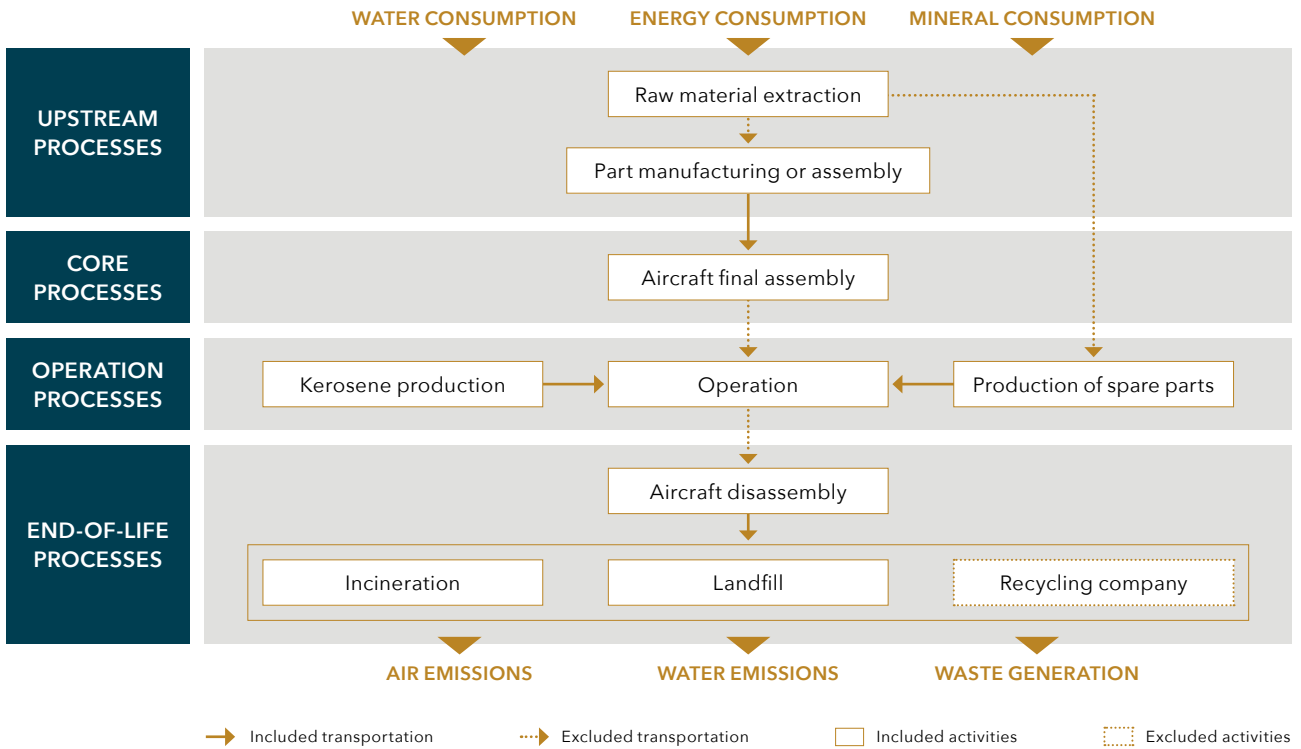 WATER CONSUMPTION
ENERGY CONSUMPTION
MINERAL CONSUMPTION
UPSTREAM
PROCESSES
Raw material extraction
Part manufacturing or assembly
CORE
PROCESSES
Aircraft final assembly
OPERATION
PROCESSES
Kerosene production
Operation
Production of spare parts
END-OF-LIFE
PROCESSES
Aircraft disassembly
Incineration
Landfill
Recycling company
AIR EMISSIONS
WATER EMISSIONS
WASTE GENERATION
Included transportation
Excluded transportation
Included activities
Excluded activities